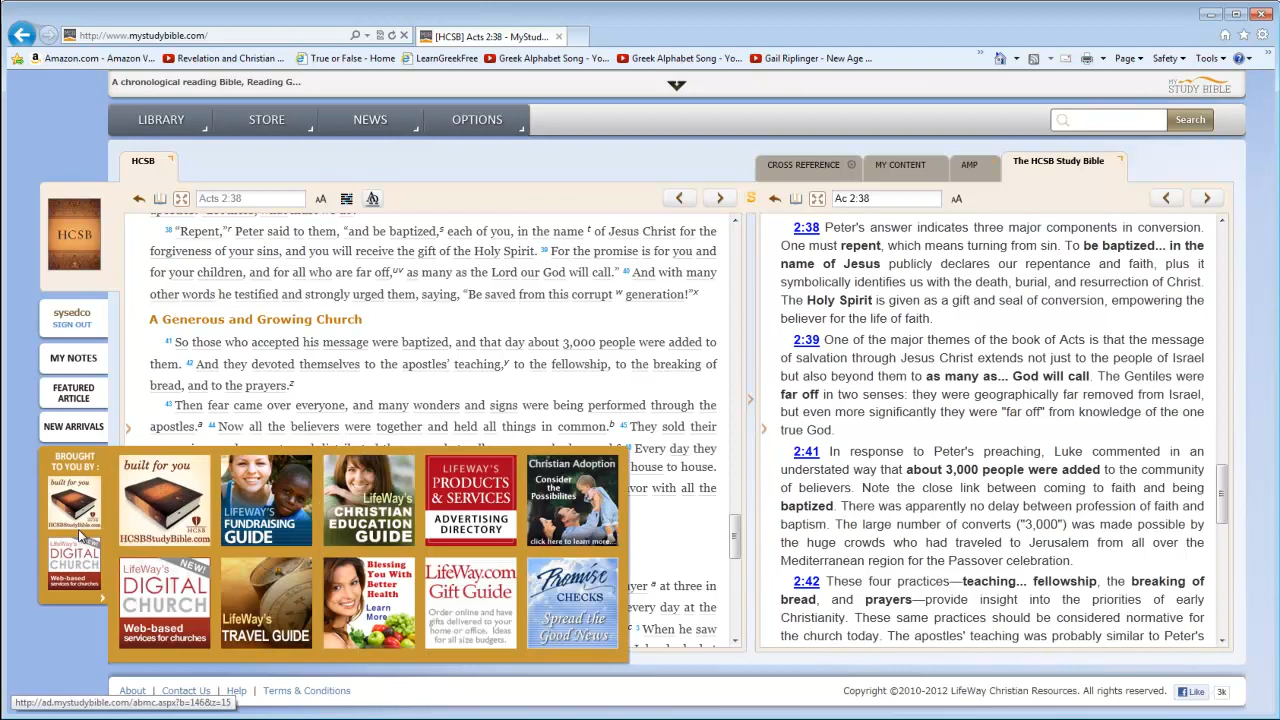 http://www.mystudybible.com/
[HCSB] Acts 2:38 - MyStud...
Amazon.com - Amazon V...
Revelation and Christian -...
True or False - Home
LearnGreekFree
Greek Alphabet Song - Yo...
Greek Alphabet Song - Yo...
Gail Riplinger - New Age ...
Page
Safety
Tools
A chronological reading Bible, Reading G...
MY
STUDY BIBLE
LIBRARY
STORE
NEWS
OPTIONS
Search
HCSB
CROSS REFERENCE
MY CONTENT
AMP
The HCSB Study Bible
Acts 2:38
AA
S
Ac 2:38
AA
HCSB
sysedco
SIGN OUT
MY NOTES
FEATURED
ARTICLE
NEW ARRIVALS
38 “Repent,”r Peter said to them, “and be baptized,s each of you, in the name t of Jesus Christ for the
forgiveness of your sins, and you will receive the gift of the Holy Spirit. 39 For the promise is for you and
for your children, and for all who are far off,uv as many as the Lord our God will call.” 40 And with many
other words he testified and strongly urged them, saying, “Be saved from this corrupt w generation!”x
A Generous and Growing Church
41 So those who accepted his message were baptized, and that day about 3,000 people were added to
them. 42 And they devoted themselves to the apostles’ teaching,y to the fellowship, to the breaking of
bread, and to the prayers.z
43 Then fear came over everyone, and many wonders and signs were being performed through the
apostles.a 44 Now all the believers were together and held all things in common.b 45 They sold their
Every day they
house to house.
vor with all the
ayer a at three in
every day at the
3 When he saw
BROUGHT
TO YOU BY :
built for you
HCSBStudyBible.com
NEW!
LifeWay's
DIGITAL
CHURCH
Web-based
services for churches
built for you
HCSB
HCSBStudyBible.com
LIFEWAY'S
FUNDRAISING
GUIDE
LifeWay's
CHRISTIAN
EDUCATION
GUIDE
LIFEWAY'S
PRODUCTS
& SERVICES
ADVERTISING
DIRECTORY
Christian Adoption
Consider
the
Possibilites
click here to learn more...
NEW!
LifeWay's
DIGITAL
CHURCH
Web-based
services for churches
LifeWay's
TRAVEL GUIDE
Blessing
You With
Better
Health
Learn
More
LifeWay.com
Gift Guide
Order online and have
gifts delivered to your
home or office. Ideas
for all size budgets.
Promise
CHECKS
Spread the
Good News
2:38 Peter's answer indicates three major components in conversion.
One must repent, which means turning from sin. To be baptized... in the
name of Jesus publicly declares our repentance and faith, plus it
symbolically identifies us with the death, burial, and resurrection of Christ.
The Holy Spirit is given as a gift and seal of conversion, empowering the
believer for the life of faith.
2:39 One of the major themes of the book of Acts is that the message
of salvation through Jesus Christ extends not just to the people of Israel
but also beyond them to as many as... God will call. The Gentiles were
far off in two senses: they were geographically far removed from Israel,
but even more significantly they were "far off" from knowledge of the one
true God.
2:41 In response to Peter's preaching, Luke commented in an
understated way that about 3,000 people were added to the community
of believers. Note the close link between coming to faith and being
baptized. There was apparently no delay between profession of faith and
baptism. The large number of converts ("3,000") was made possible by
the huge crowds who had traveled to Jerusalem from all over the
Mediterranean region for the Passover celebration.
2:42 These four practices—teaching... fellowship, the breaking of
bread, and prayers—provide insight into the priorities of early
Christianity. These same practices should be considered normative for
the church today. The apostles' teaching was probably similar to Peter's
About
Contact Us
Help
Terms & Conditions
Copyright ©2010-2012 LifeWay Christian Resources. All rights reserved.
Like
3k
http://ad.mystudybible.com/abmc.aspx?b=146&z=15